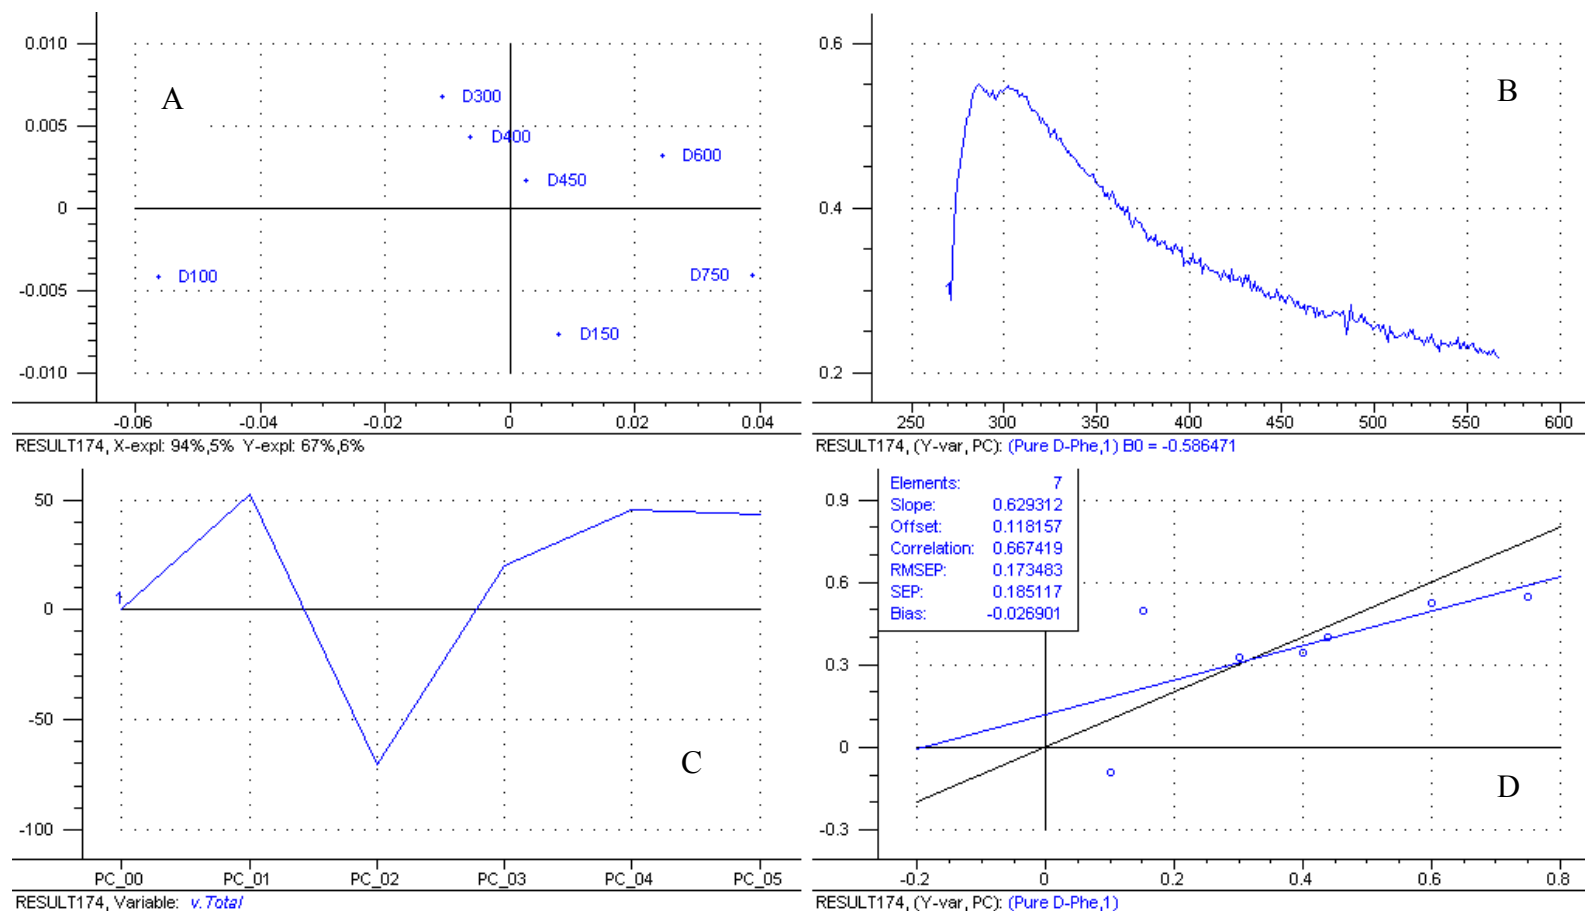 0.010
0.005
0
-0.005
-0.010
A
D300
D400
D600
D450
D100
D750
D150
-0.06
-0.04
-0.02
0
0.02
0.04
RESULT174, X-expl: 94%,5% Y-expl: 67%,6%
0.6
0.4
0.2
B
250
300
350
400
450
500
550
600
RESULT174, (Y-var, PC): (Pure D-Phe,1) B0 = -0.586471
50
0
-50
-100
1
C
PC_00
PC_01
PC_02
PC_03
PC_04
PC_05
RESULT174, Variable: v.Total
Elements: 7
Slope: 0.629312
Offset: 0.118157
Correlation: 0.667419
RMSEP: 0.173483
SEP: 0.185117
Bias: -0.026901
0.9
0.6
0.3
0
-0.3
D
-0.2
0
0.2
0.4
0.6
0.8
RESULT174, (Y-var, PC): (Pure D-Phe,1)